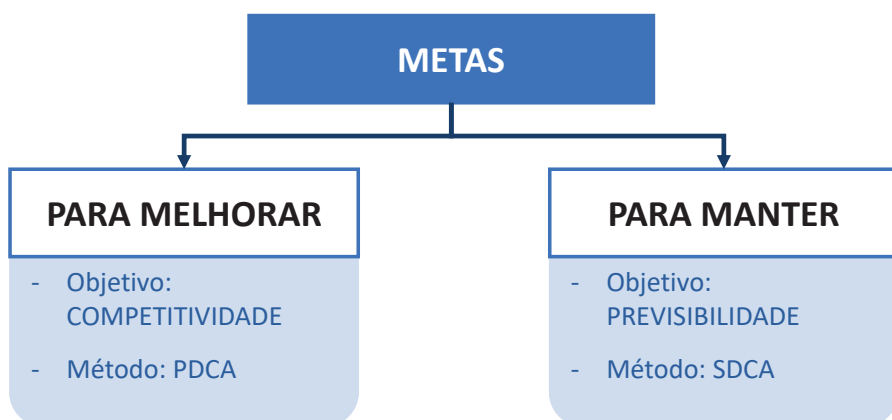 METAS
PARA MELHORAR
- Objetivo:
COMPETITIVIDADE
- Método: PDCA
PARA MANTER
- Objetivo:
PREVISIBILIDADE
- Método: SDCA